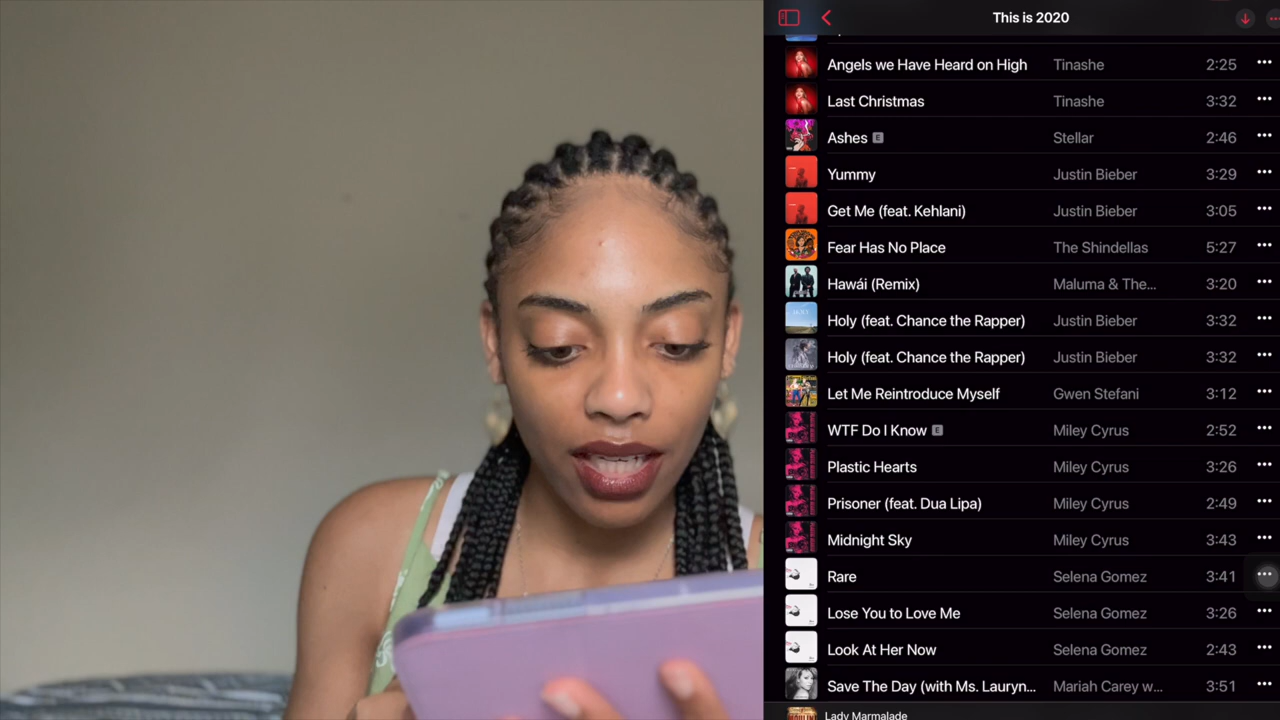 This is 2020
Angels we Have Heard on High Tinashe 2:25
Last Christmas Tinashe 3:32
Ashes E Stellar 2:46
Yummy Justin Bieber 3:29
Get Me (feat. Kehlani) Justin Bieber 3:05
Fear Has No Place The Shindellas 5:27
Hawái (Remix) Maluma & The... 3:20
Holy (feat. Chance the Rapper) Justin Bieber 3:32
Holy (feat. Chance the Rapper) Justin Bieber 3:32
Let Me Reintroduce Myself Gwen Stefani 3:12
WTF Do I Know E Miley Cyrus 2:52
Plastic Hearts Miley Cyrus 3:26
Prisoner (feat. Dua Lipa) Miley Cyrus 2:49
Midnight Sky Miley Cyrus 3:43
Rare Selena Gomez 3:41
Lose You to Love Me Selena Gomez 3:26
Look At Her Now Selena Gomez 2:43
Save The Day (with Ms. Lauryn... Mariah Carey w... 3:51
Lady Marmalade